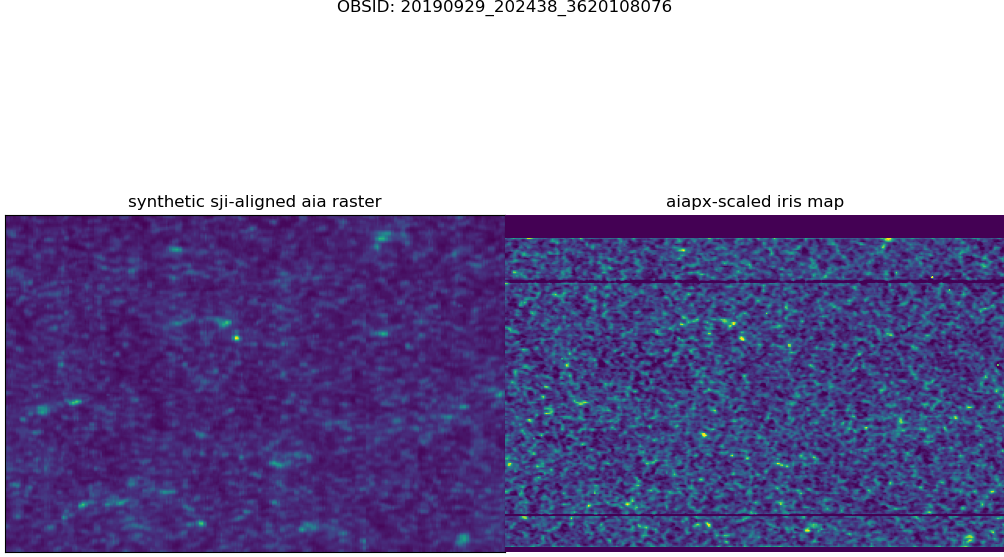 OBSID: 20190929_202438_3620108076
synthetic sji-aligned aia raster
aiapx-scaled iris map